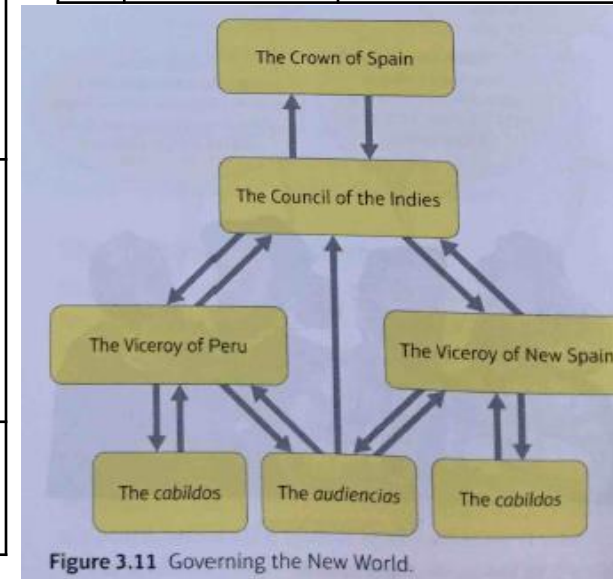 The Crown of Spain
The Council of the Indies
The Viceroy of Peru
The Viceroy of New Spain
The cabildos
The audiencias
The cabildos
Figure 3.11 Governing the New World.